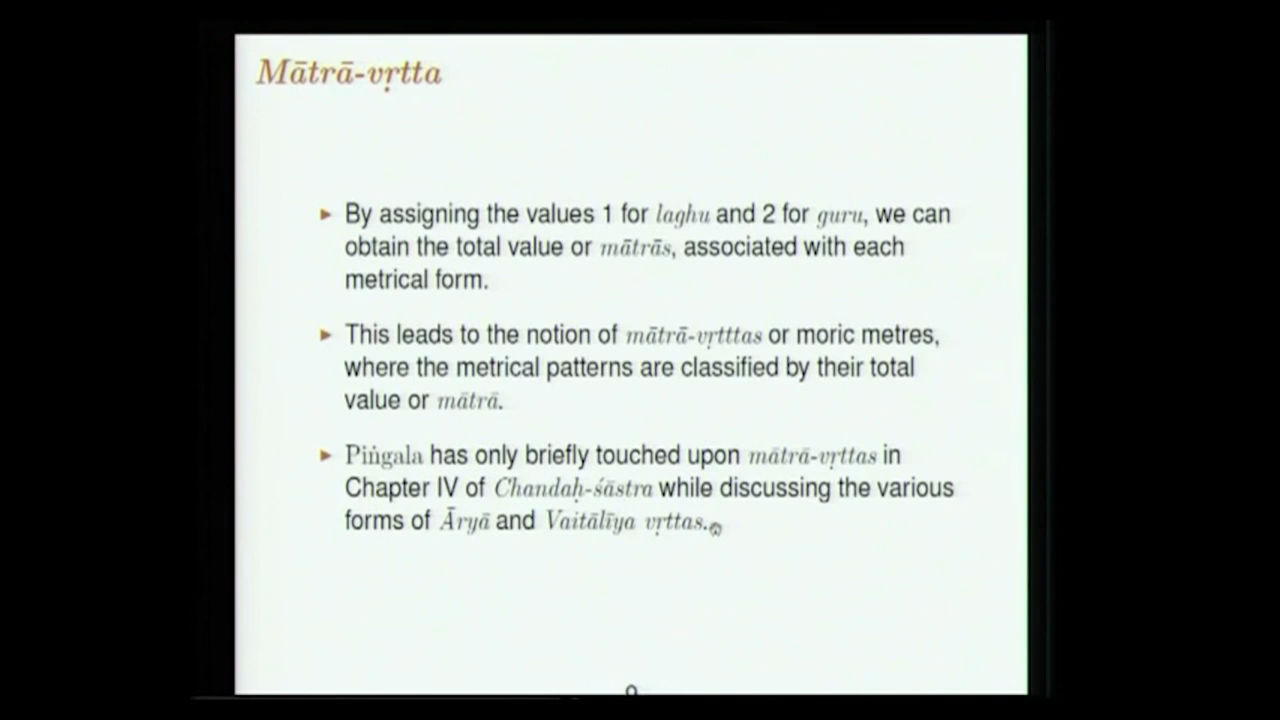 Mātrā-vṛtta
▶ By assigning the values 1 for laghu and 2 for guru, we can
obtain the total value or mātrās, associated with each
metrical form.
▶ This leads to the notion of mātrā-vṛtttas or moric metres,
where the metrical patterns are classified by their total
value or mātrā.
▶ Piṅgala has only briefly touched upon mātrā-vṛttas in
Chapter IV of Chandaḥ-śāstra while discussing the various
forms of Āryā and Vaitālīya vṛttas.